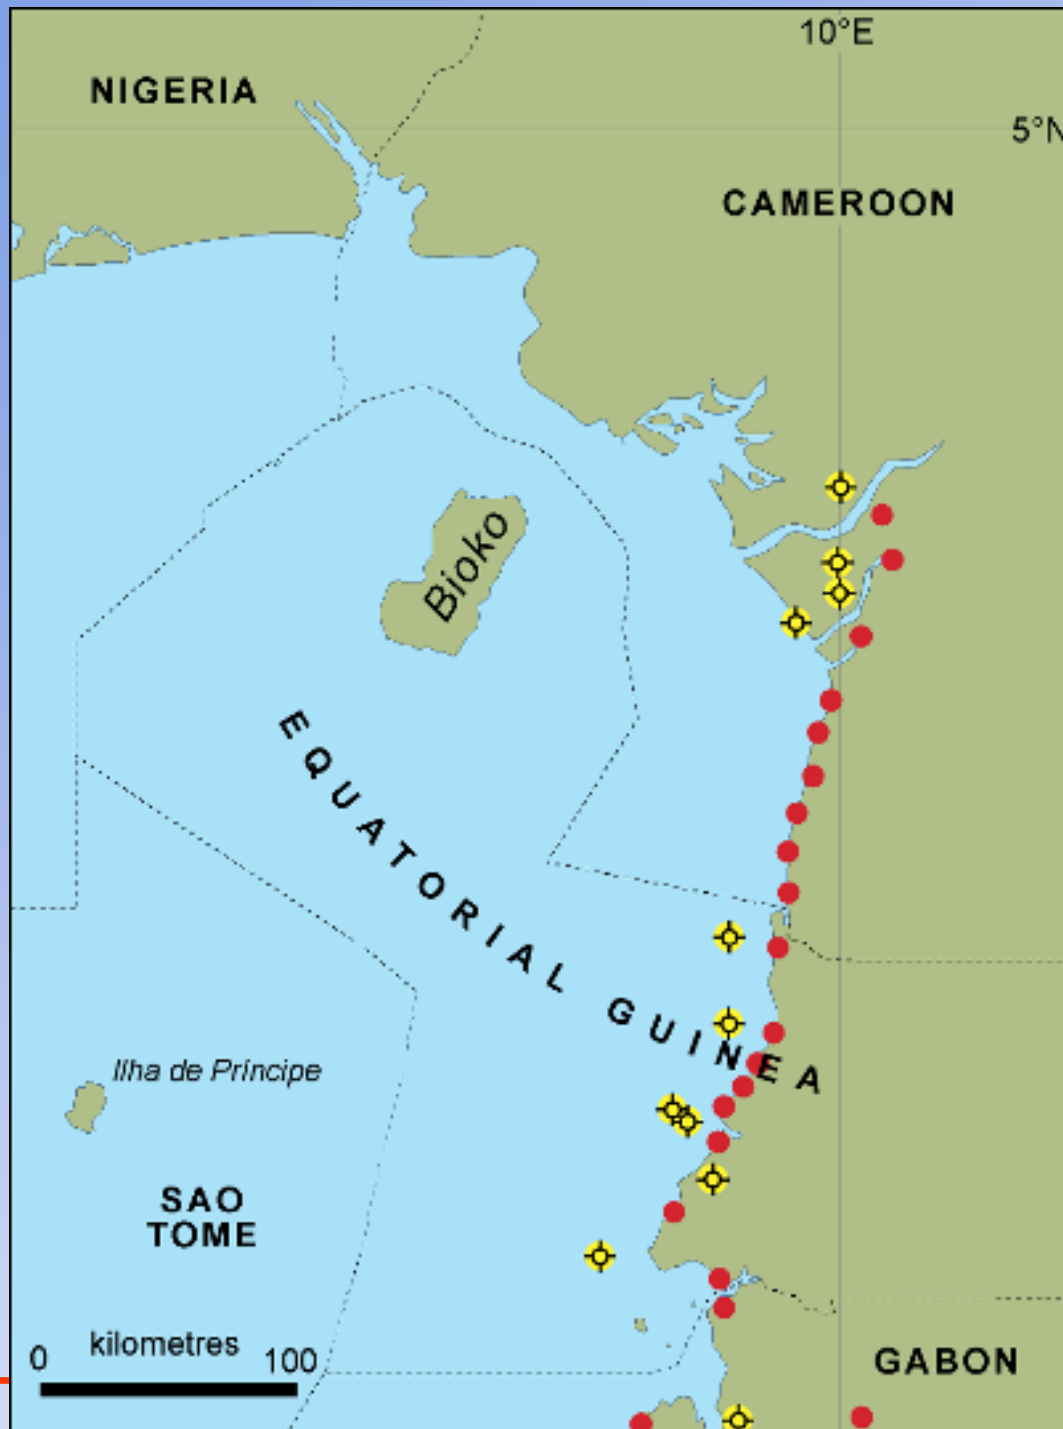 10°E
NIGERIA
5°N
CAMEROON
Bioko
EQUATORIAL GUINEA
Ilha de Príncipe
SAO
TOME
kilometres
0 100
GABON